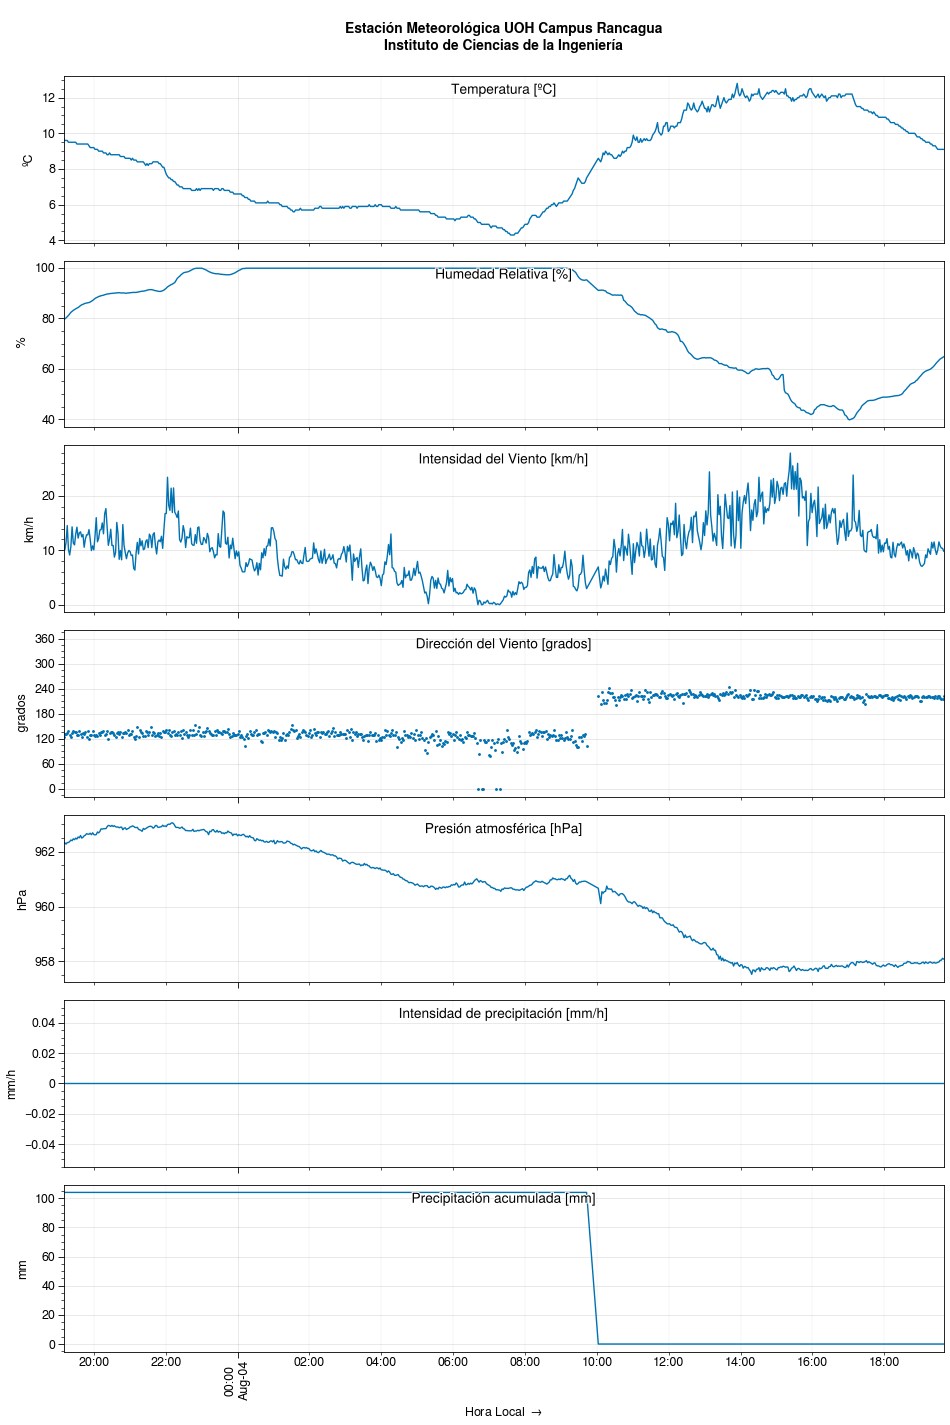 Estación Meteorológica UOH Campus Rancagua
Instituto de Ciencias de la Ingeniería
Temperatura [ºC]
ºC
12
10
8
6
4
Humedad Relativa [%]
%
100
80
60
40
Intensidad del Viento [km/h]
km/h
20
10
0
Dirección del Viento [grados]
grados
360
300
240
180
120
60
0
Presión atmosférica [hPa]
hPa
962
960
958
Intensidad de precipitación [mm/h]
mm/h
0.04
0.02
0
−0.02
−0.04
Precipitación acumulada [mm]
mm
100
80
60
40
20
0
20:00 22:00 00:00 02:00 04:00 06:00 08:00 10:00 12:00 14:00 16:00 18:00
Aug-04
Hora Local →